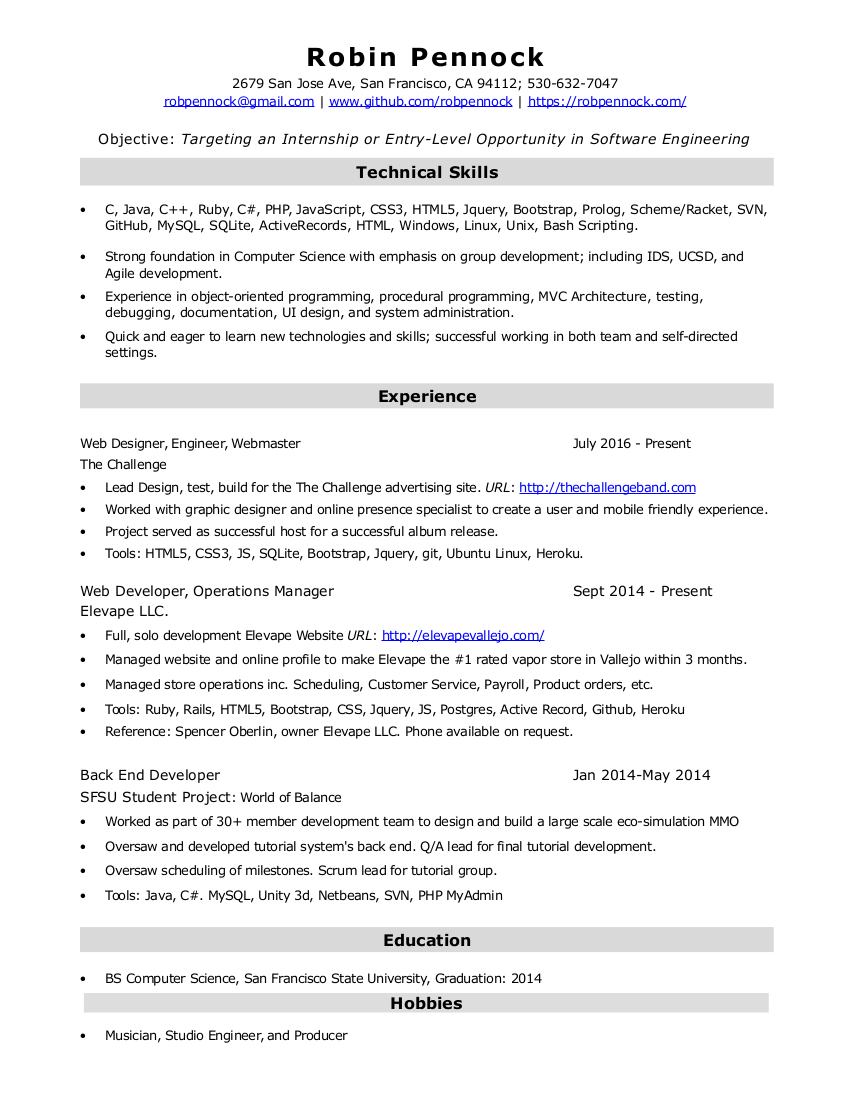 Robin Pennock
2679 San Jose Ave, San Francisco, CA 94112; 530-632-7047
robpennock@gmail.com | www.github.com/robpennock | https://robpennock.com/
Objective: Targeting an Internship or Entry-Level Opportunity in Software Engineering
Technical Skills
• C, Java, C++, Ruby, C#, PHP, JavaScript, CSS3, HTML5, Jquery, Bootstrap, Prolog, Scheme/Racket, SVN,
GitHub, MySQL, SQLite, ActiveRecords, HTML, Windows, Linux, Unix, Bash Scripting.
• Strong foundation in Computer Science with emphasis on group development; including IDS, UCSD, and
Agile development.
• Experience in object-oriented programming, procedural programming, MVC Architecture, testing,
debugging, documentation, UI design, and system administration.
• Quick and eager to learn new technologies and skills; successful working in both team and self-directed
settings.
Experience
Web Designer, Engineer, Webmaster July 2016 - Present
The Challenge
• Lead Design, test, build for the The Challenge advertising site. URL: http://thechallengeband.com
• Worked with graphic designer and online presence specialist to create a user and mobile friendly experience.
• Project served as successful host for a successful album release.
• Tools: HTML5, CSS3, JS, SQLite, Bootstrap, Jquery, git, Ubuntu Linux, Heroku.
Web Developer, Operations Manager Sept 2014 - Present
Elevape LLC.
• Full, solo development Elevape Website URL: http://elevapevallejo.com/
• Managed website and online profile to make Elevape the #1 rated vapor store in Vallejo within 3 months.
• Managed store operations inc. Scheduling, Customer Service, Payroll, Product orders, etc.
• Tools: Ruby, Rails, HTML5, Bootstrap, CSS, Jquery, JS, Postgres, Active Record, Github, Heroku
• Reference: Spencer Oberlin, owner Elevape LLC. Phone available on request.
Back End Developer Jan 2014-May 2014
SFSU Student Project: World of Balance
• Worked as part of 30+ member development team to design and build a large scale eco-simulation MMO
• Oversaw and developed tutorial system's back end. Q/A lead for final tutorial development.
• Oversaw scheduling of milestones. Scrum lead for tutorial group.
• Tools: Java, C#. MySQL, Unity 3d, Netbeans, SVN, PHP MyAdmin
Education
• BS Computer Science, San Francisco State University, Graduation: 2014
Hobbies
• Musician, Studio Engineer, and Producer